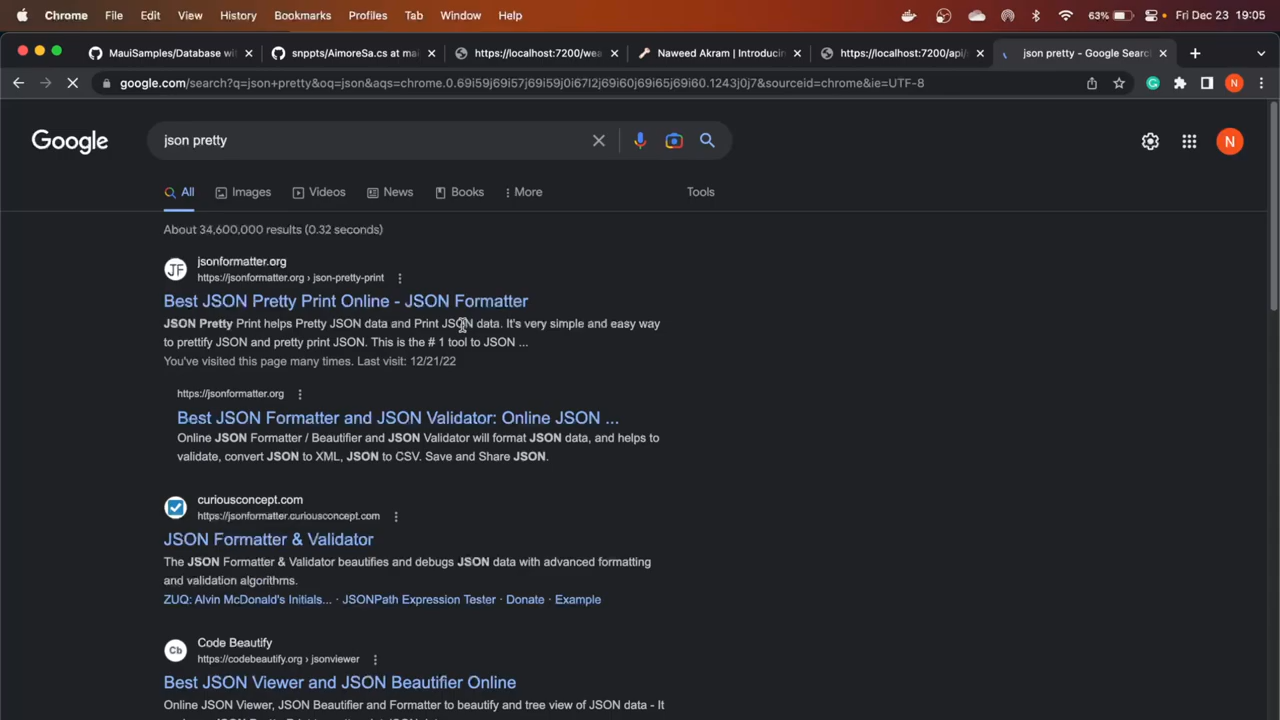 Chrome File Edit View History Bookmarks Profiles Tab Window Help 63% Fri Dec 23 19:05
MauiSamples/Database wit snppts/AimoreSa.cs at mai https://localhost:7200/wea Naweed Akram | Introducin https://localhost:7200/api/ json pretty - Google Searc
google.com/search?q=json+pretty&oq=json&aqs=chrome.0.69i59j69i57j69i59j0i67l2j69i60j69i65j69i60.1243j0j7&sourceid=chrome&ie=UTF-8 N
Google json pretty N
All Images Videos News Books More Tools
About 34,600,000 results (0.32 seconds)
JF jsonformatter.org
https://jsonformatter.org › json-pretty-print
Best JSON Pretty Print Online - JSON Formatter
JSON Pretty Print helps Pretty JSON data and Print JSON data. It's very simple and easy way
to prettify JSON and pretty print JSON. This is the # 1 tool to JSON ...
You've visited this page many times. Last visit: 12/21/22
https://jsonformatter.org
Best JSON Formatter and JSON Validator: Online JSON ...
Online JSON Formatter / Beautifier and JSON Validator will format JSON data, and helps to
validate, convert JSON to XML, JSON to CSV. Save and Share JSON.
curiousconcept.com
https://jsonformatter.curiousconcept.com
JSON Formatter & Validator
The JSON Formatter & Validator beautifies and debugs JSON data with advanced formatting
and validation algorithms.
ZUQ: Alvin McDonald's Initials... · JSONPath Expression Tester · Donate · Example
Cb Code Beautify
https://codebeautify.org › jsonviewer
Best JSON Viewer and JSON Beautifier Online
Online JSON Viewer, JSON Beautifier and Formatter to beautify and tree view of JSON data - It